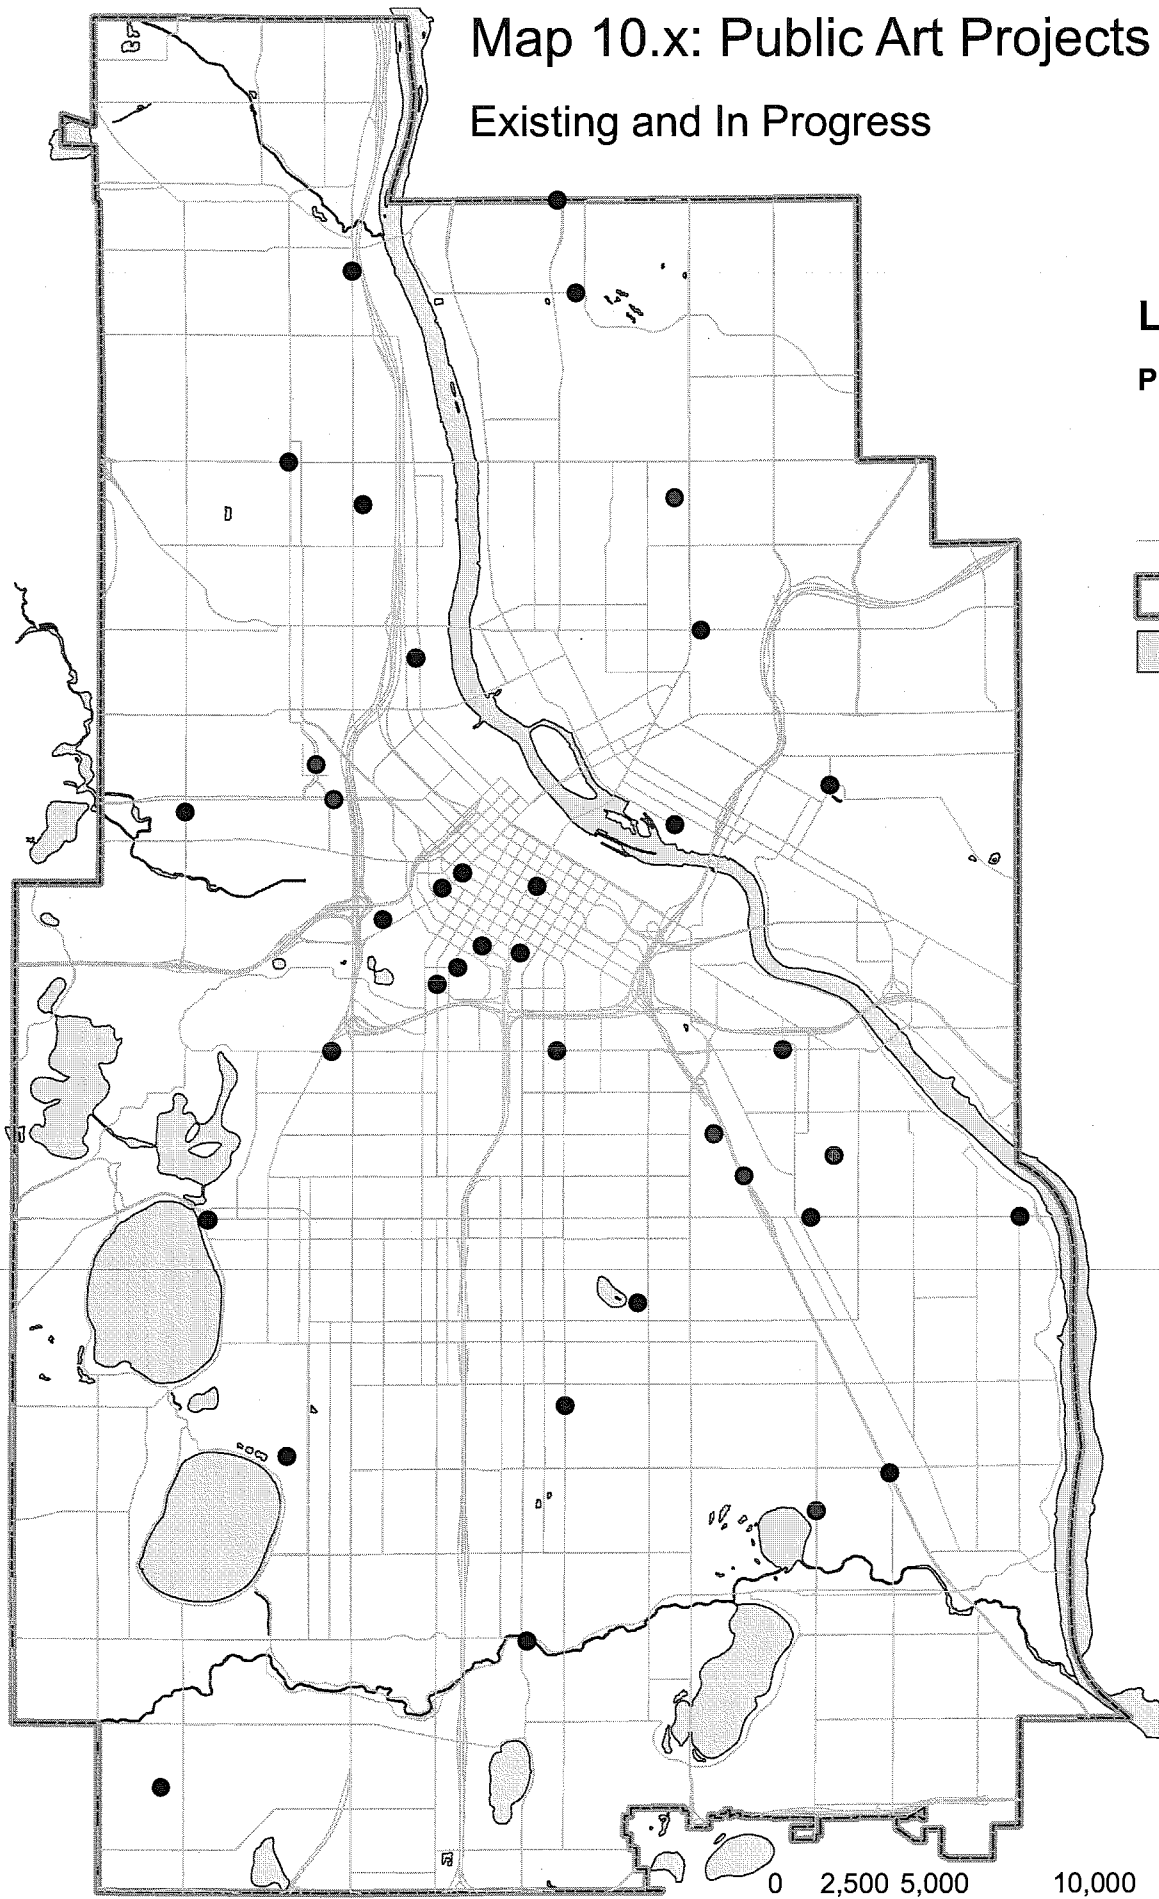 Map 10.x: Public Art Projects
Existing and In Progress
L
P
0 2,500 5,000 10,000